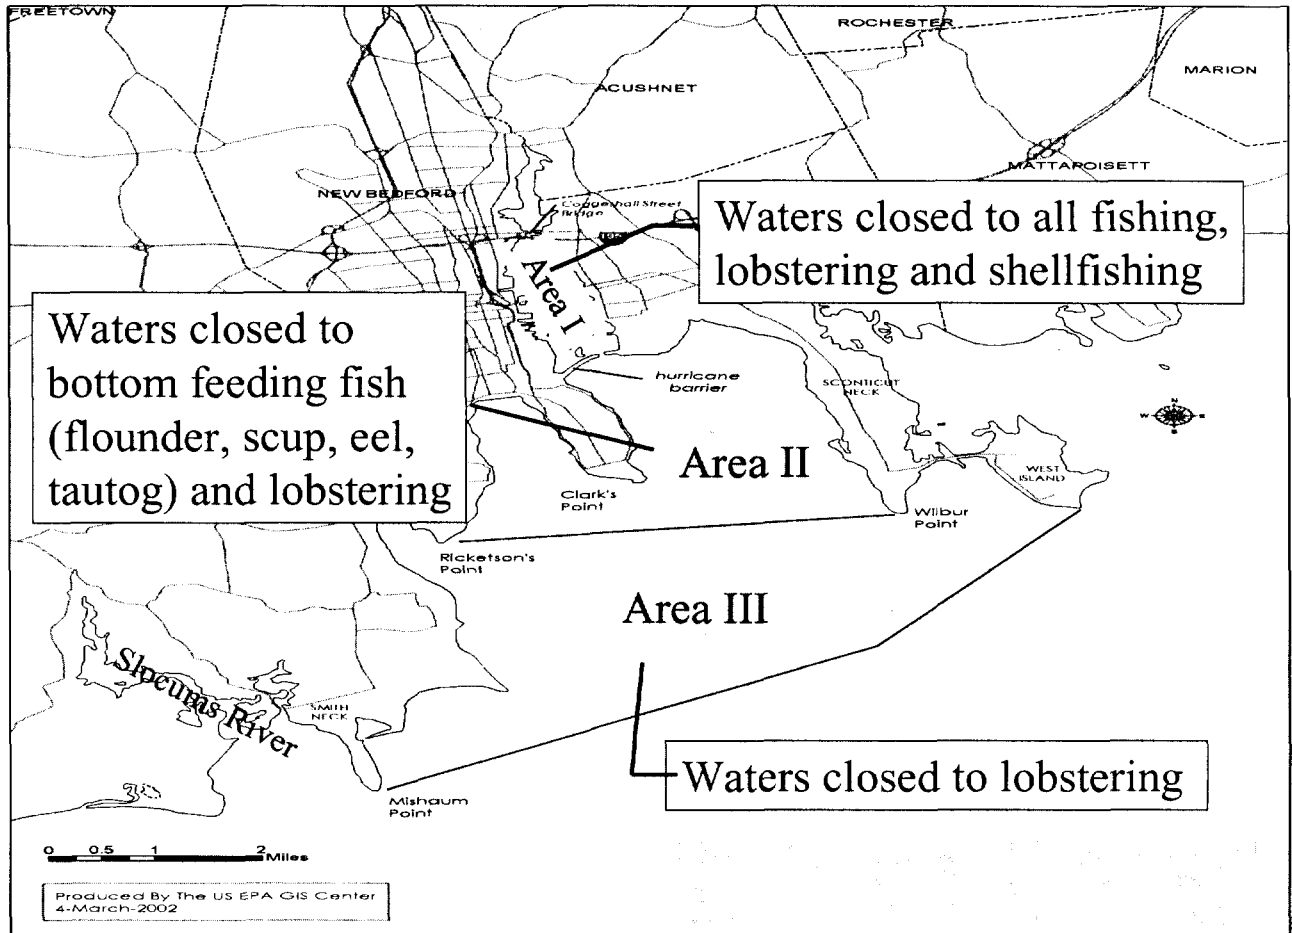 FREETOWN
ROCHESTER
MARION
ACUSHNET
MATTAPOISETT
NEW BEDFORD
Coggeshall Street
Bridge
Waters closed to all fishing,
lobstering and shellfishing
Area I
Waters closed to
bottom feeding fish
(flounder, scup, eel,
tautog) and lobstering
hurricane
barrier
SCONTICUT
NECK
N
W
E
S
Area II
WEST
ISLAND
Clark's
Point
Wilbur
Point
Ricketson's
Point
Area III
Slocums River
SMITH
NECK
Waters closed to lobstering
Mishaum
Point
0 0.5 1 2 Miles
Produced By The US EPA GIS Center
4-March-2002